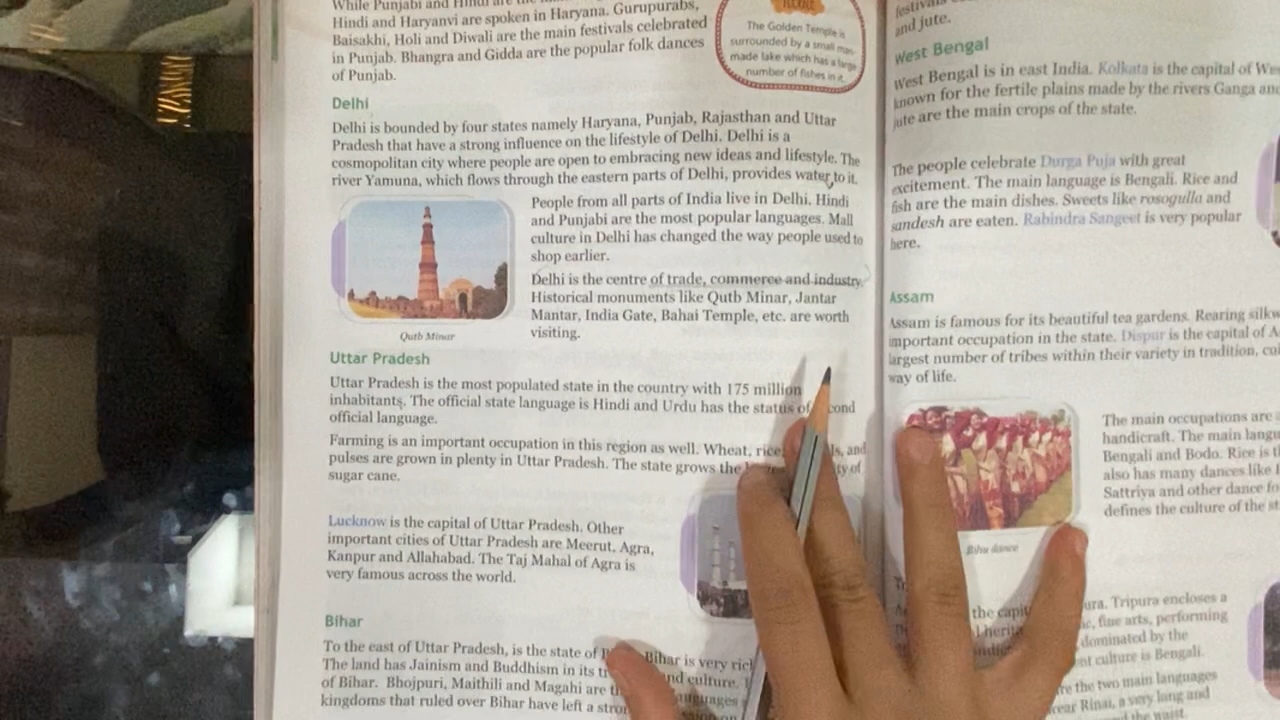 While Punjabi and Hindi are the
Hindi and Haryanvi are spoken in Haryana. Gurupurabs,
Baisakhi, Holi and Diwali are the main festivals celebrated
in Punjab. Bhangra and Gidda are the popular folk dances
of Punjab.
The Golden Temple is
surrounded by a small man-
made lake which has a large
number of fishes in it.
Delhi
Delhi is bounded by four states namely Haryana, Punjab, Rajasthan and Uttar
Pradesh that have a strong influence on the lifestyle of Delhi. Delhi is a
cosmopolitan city where people are open to embracing new ideas and lifestyle. The
river Yamuna, which flows through the eastern parts of Delhi, provides water to it.
People from all parts of India live in Delhi. Hindi
and Punjabi are the most popular languages. Mall
culture in Delhi has changed the way people used to
shop earlier.
Delhi is the centre of trade, commerce and industry.
Historical monuments like Qutb Minar, Jantar
Mantar, India Gate, Bahai Temple, etc. are worth
visiting.
Qutb Minar
Uttar Pradesh
Uttar Pradesh is the most populated state in the country with 175 million
inhabitants. The official state language is Hindi and Urdu has the status of
official language.
Farming is an important occupation in this region as well. Wheat, rice, and
pulses are grown in plenty in Uttar Pradesh. The state grows the of
sugar cane.
Lucknow is the capital of Uttar Pradesh. Other
important cities of Uttar Pradesh are Meerut, Agra,
Kanpur and Allahabad. The Taj Mahal of Agra is
very famous across the world.
Bihar
To the east of Uttar Pradesh, is the state of Bihar is very
The land has Jainism and Buddhism in its and culture.
of Bihar. Bhojpuri, Maithili and Magahi are
kingdoms that ruled over Bihar have left a
festivals
and jute.
West Bengal
West Bengal is in east India. Kolkata is the capital of
known for the fertile plains made by the rivers Ganga and
jute are the main crops of the state.
The people celebrate Durga Puja with great
excitement. The main language is Bengali. Rice and
fish are the main dishes. Sweets like rosogulla and
sandesh are eaten. Rabindra Sangeet is very popular
here.
Assam
Assam is famous for its beautiful tea gardens. Rearing
important occupation in the state. Dispur is the capital of
largest number of tribes within their variety in tradition,
way of life.
The main occupations are
handicraft. The main
Bengali and Bodo. Rice is
also has many dances like
Sattriya and other dance
defines the culture of the
Bihu dance
the Tripura encloses a
fine arts, performing
dominated by the
culture is Bengali.
are the two main languages
wear Rinai, a very long and
the waist.